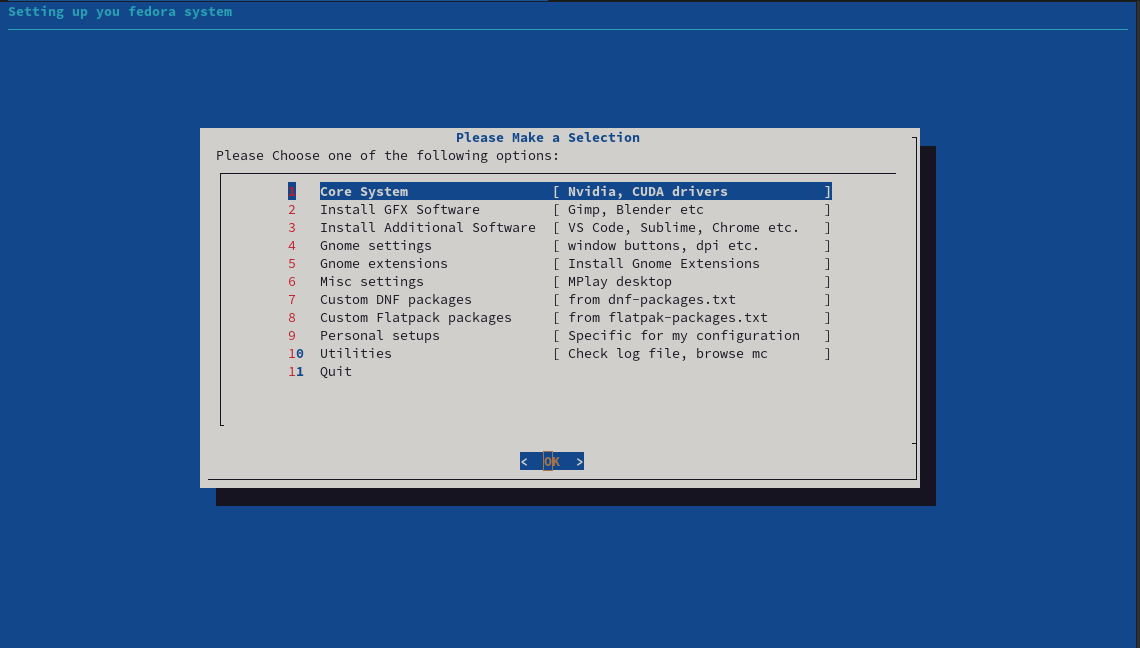 Setting up you fedora system
Please Make a Selection
Please Choose one of the following options:
1 Core System [ Nvidia, CUDA drivers ]
2 Install GFX Software [ Gimp, Blender etc ]
3 Install Additional Software [ VS Code, Sublime, Chrome etc. ]
4 Gnome settings [ window buttons, dpi etc. ]
5 Gnome extensions [ Install Gnome Extensions ]
6 Misc settings [ MPlay desktop ]
7 Custom DNF packages [ from dnf-packages.txt ]
8 Custom Flatpack packages [ from flatpak-packages.txt ]
9 Personal setups [ Specific for my configuration ]
10 Utilities [ Check log file, browse mc ]
11 Quit
< OK >